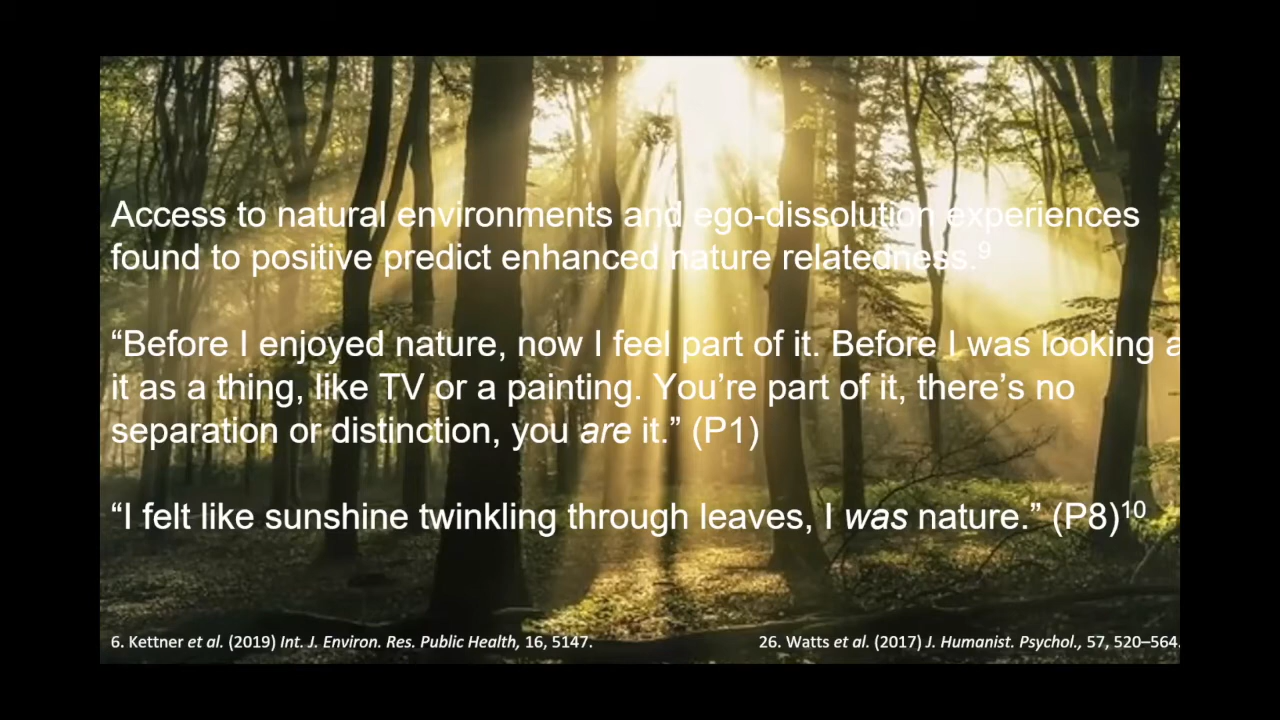 Access to natural environments and ego-dissolution experiences
found to positive predict enhanced nature relatedness.⁹
“Before I enjoyed nature, now I feel part of it. Before I was looking a
it as a thing, like TV or a painting. You’re part of it, there’s no
separation or distinction, you are it.” (P1)
“I felt like sunshine twinkling through leaves, I was nature.” (P8)¹⁰
6. Kettner et al. (2019) Int. J. Environ. Res. Public Health, 16, 5147.
26. Watts et al. (2017) J. Humanist. Psychol., 57, 520–564.